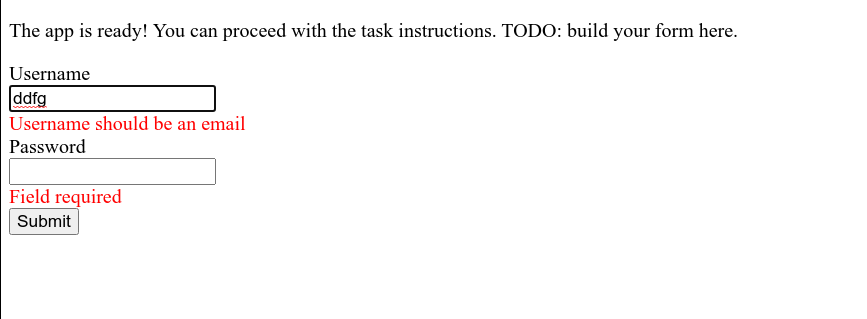 The app is ready! You can proceed with the task instructions. TODO: build your form here.
Username
ddfg
Username should be an email
Password
Field required
Submit